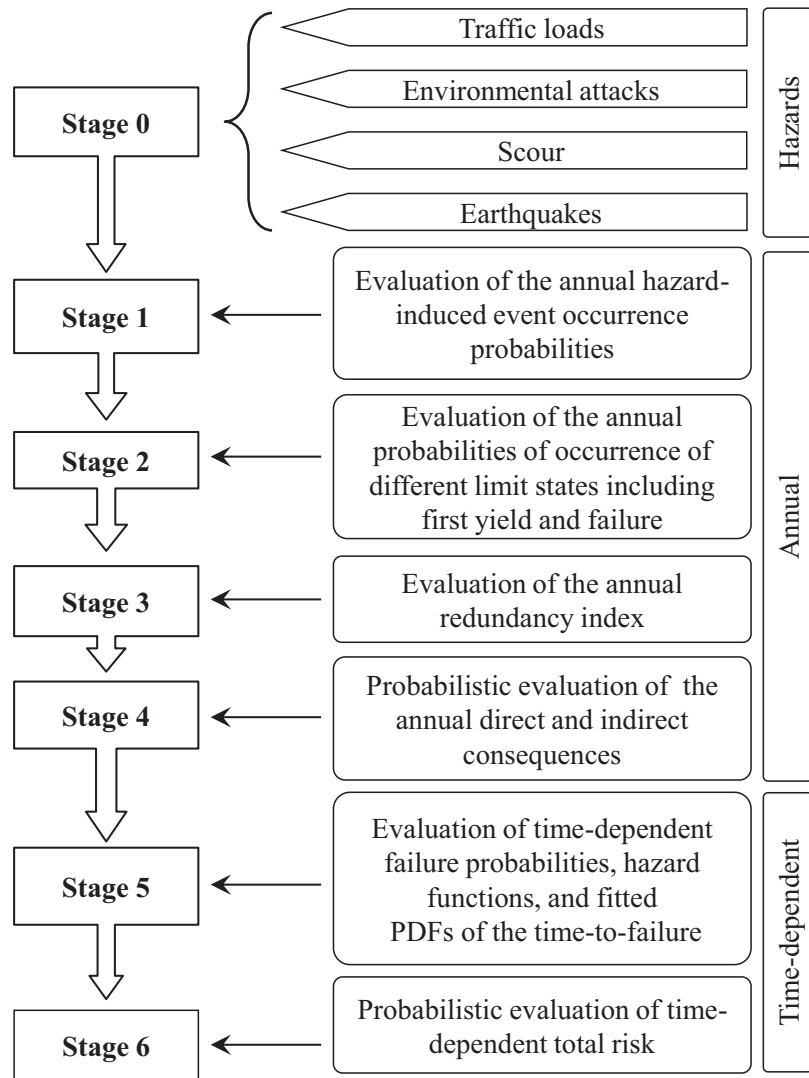 Traffic loads
Environmental attacks
Stage 0
Scour
Earthquakes
Hazards
Stage 1
Evaluation of the annual hazard-
induced event occurrence
probabilities
Stage 2
Evaluation of the annual
probabilities of occurrence of
different limit states including
first yield and failure
Stage 3
Evaluation of the annual
redundancy index
Stage 4
Probabilistic evaluation of the
annual direct and indirect
consequences
Annual
Stage 5
Evaluation of time-dependent
failure probabilities, hazard
functions, and fitted
PDFs of the time-to-failure
Stage 6
Probabilistic evaluation of time-
dependent total risk
Time-dependent